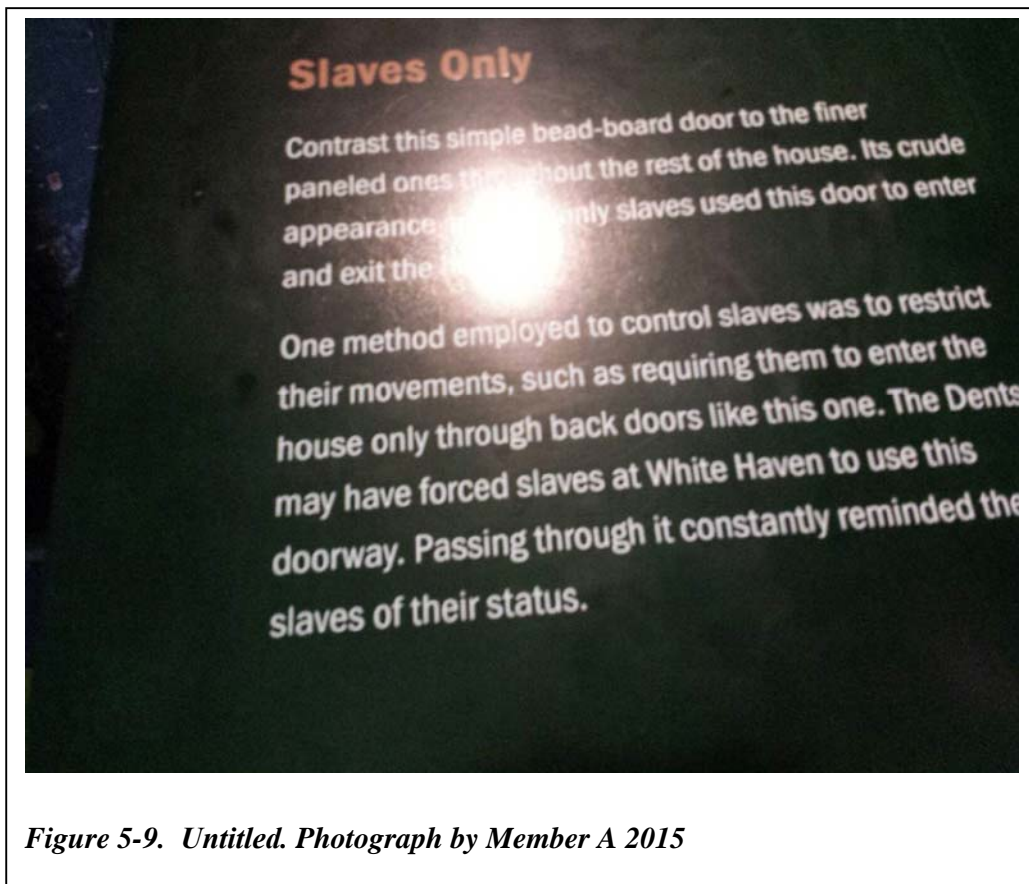 Slaves Only
Contrast this simple bead-board door to the finer
paneled ones throughout the rest of the house. Its crude
appearance only slaves used this door to enter
and exit the
One method employed to control slaves was to restrict
their movements, such as requiring them to enter the
house only through back doors like this one. The Dents
may have forced slaves at White Haven to use this
doorway. Passing through it constantly reminded the
slaves of their status.
Figure 5-9. Untitled. Photograph by Member A 2015